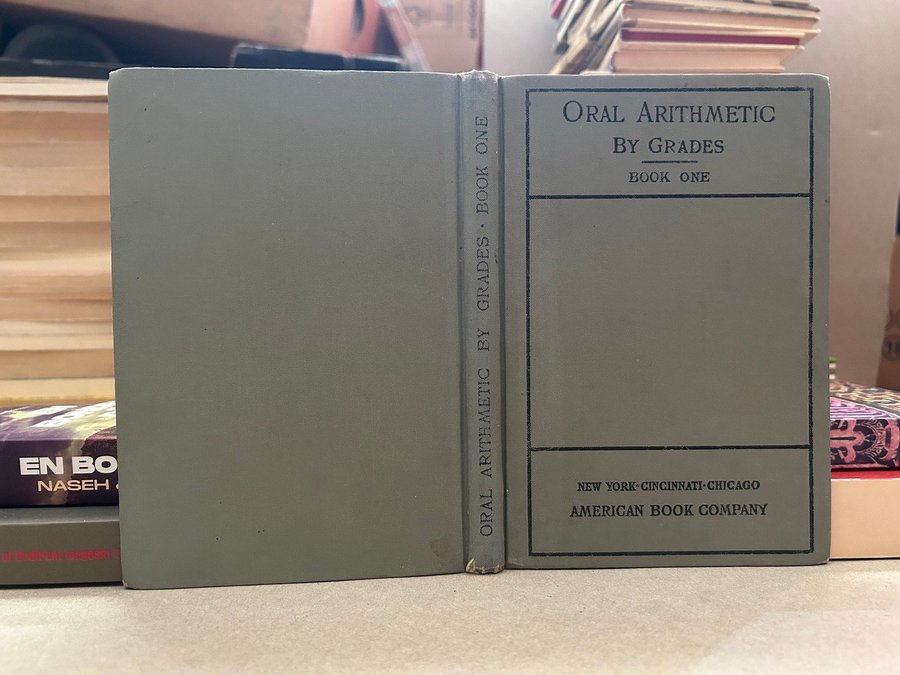 ORAL ARITHMETIC
BY GRADES
BOOK ONE
NEW YORK·CINCINNATI·CHICAGO
AMERICAN BOOK COMPANY
ORAL ARITHMETIC BY GRADES · BOOK ONE
EN BO
NASEH